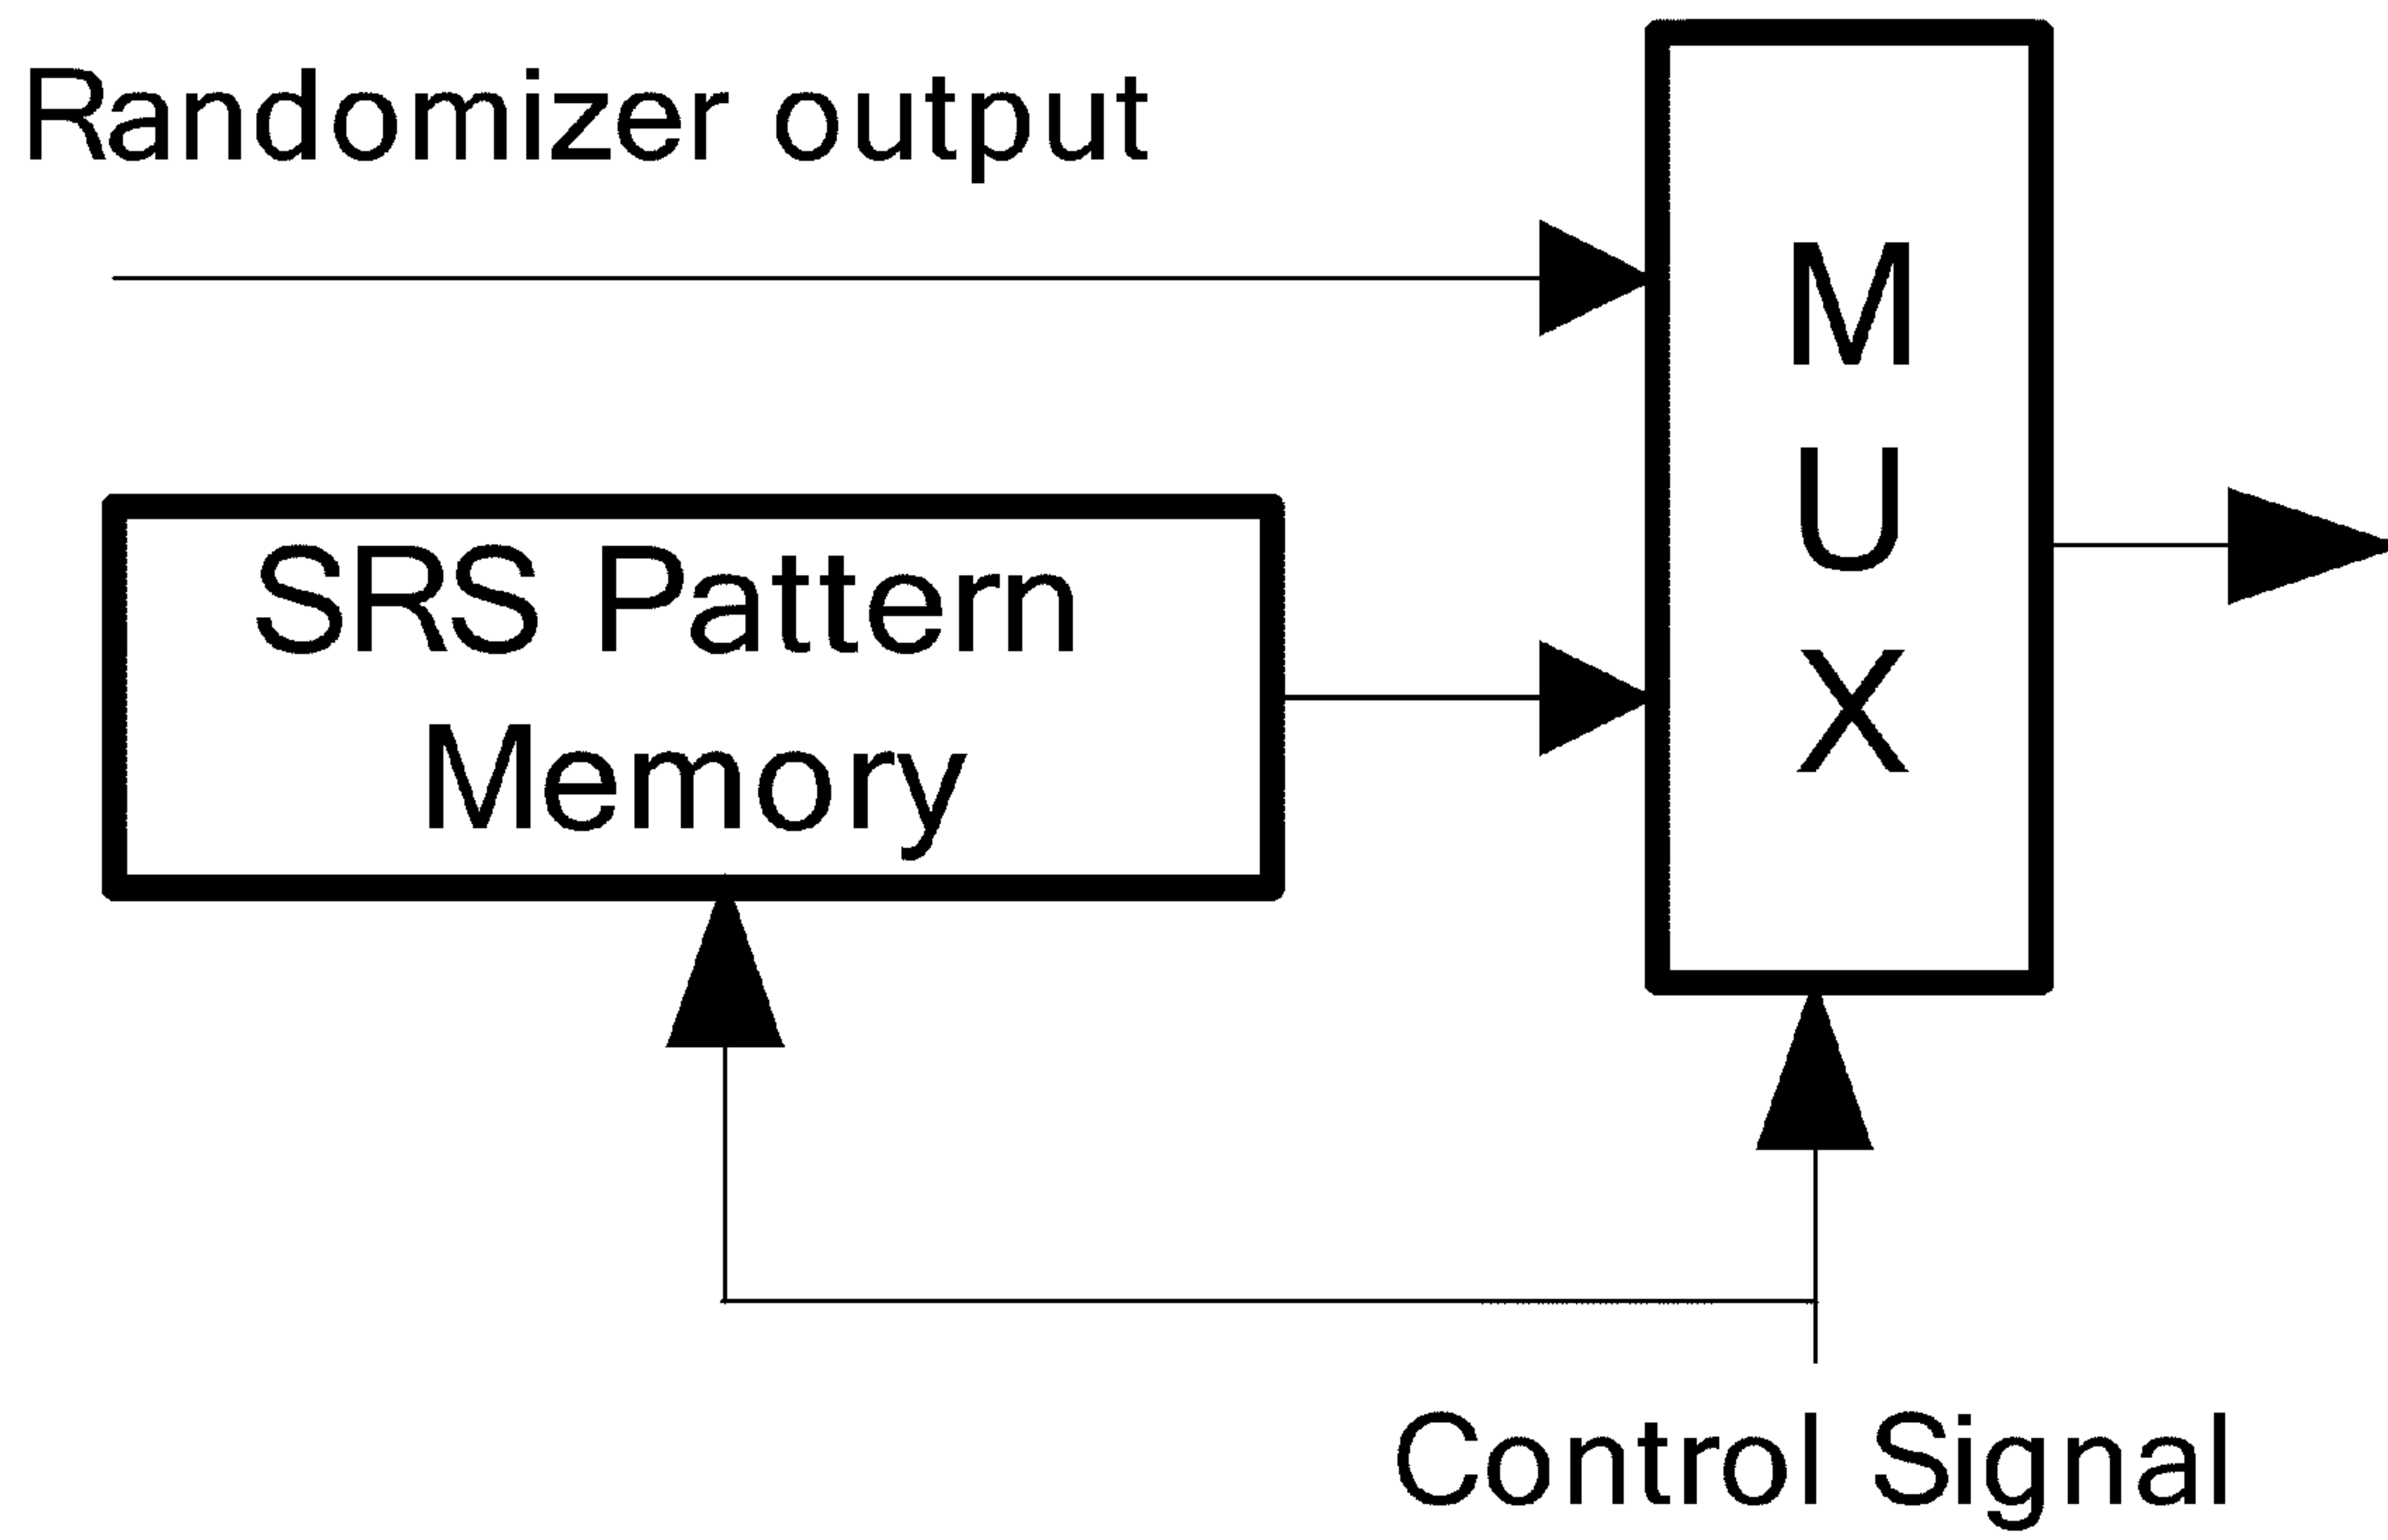 Randomizer output
SRS Pattern
Memory
M
U
X
Control Signal